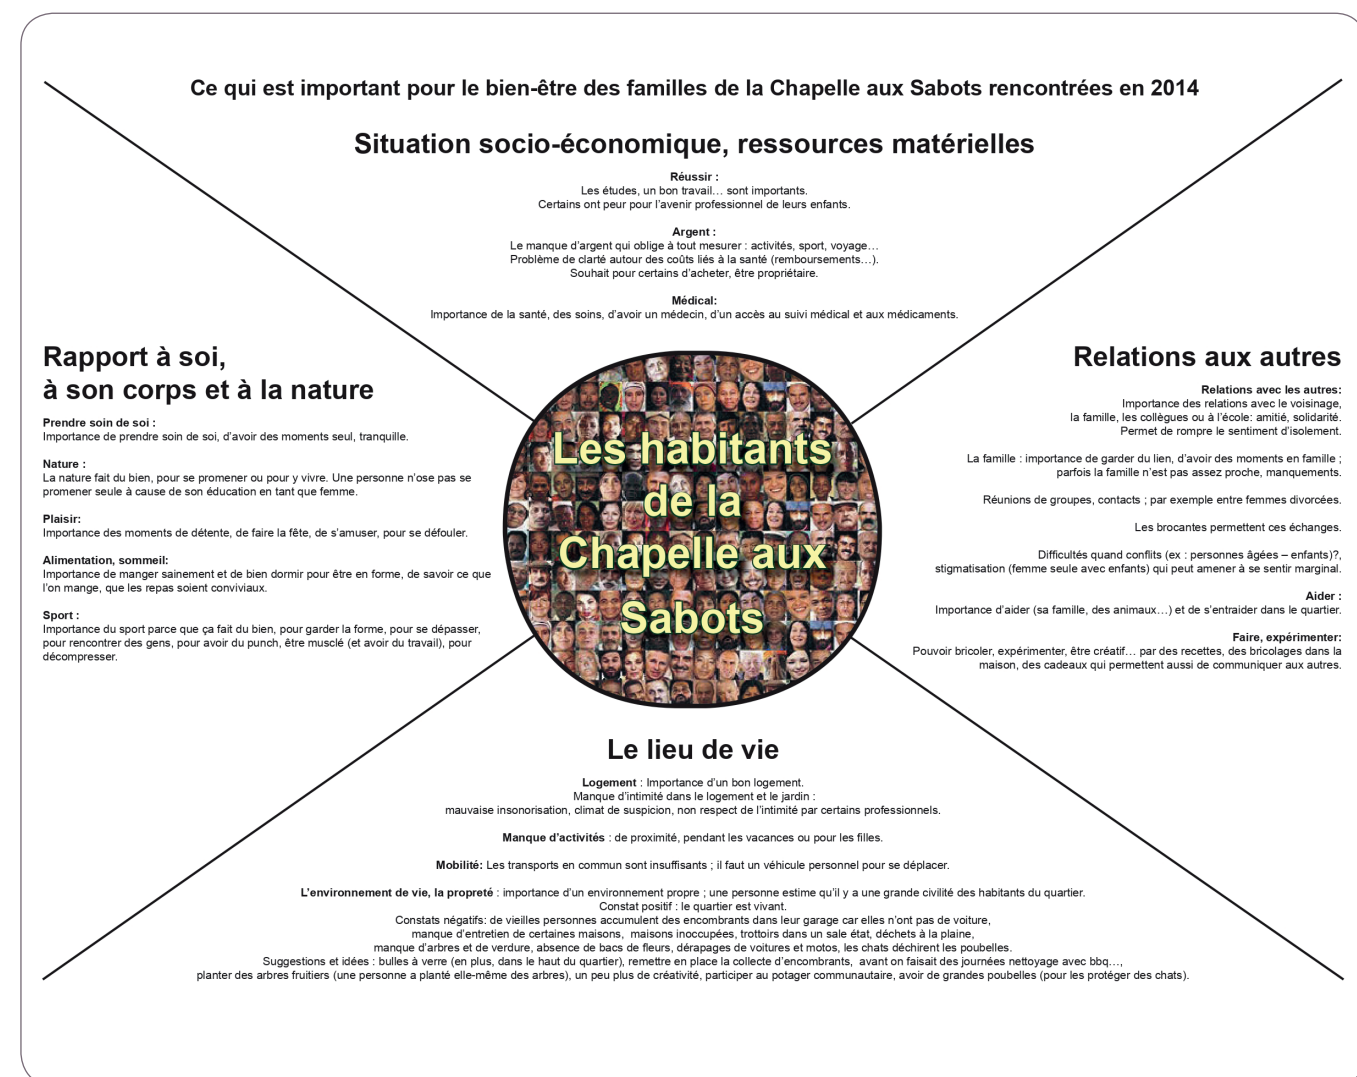 Ce qui est important pour le bien-être des familles de la Chapelle aux Sabots rencontrées en 2014
Situation socio-économique, ressources matérielles
Réussir :
Les études, un bon travail… sont importants.
Certains ont peur pour l’avenir professionnel de leurs enfants.
Argent :
Le manque d’argent qui oblige à tout mesurer : activités, sport, voyage…
Problème de clarté autour des coûts liés à la santé (remboursements…).
Souhait pour certains d’acheter, être propriétaire.
Médical:
Importance de la santé, des soins, d’avoir un médecin, d’un accès au suivi médical et aux médicaments.
Rapport à soi,
à son corps et à la nature
Prendre soin de soi :
Importance de prendre soin de soi, d’avoir des moments seul, tranquille.
Nature :
La nature fait du bien, pour se promener ou pour y vivre. Une personne n’ose pas se
promener seule à cause de son éducation en tant que femme.
Plaisir:
Importance des moments de détente, de faire la fête, de s’amuser, pour se défouler.
Alimentation, sommeil:
Importance de manger sainement et de bien dormir pour être en forme, de savoir ce que
l’on mange, que les repas soient conviviaux.
Sport :
Importance du sport parce que ça fait du bien, pour garder la forme, pour se dépasser,
pour rencontrer des gens, pour avoir du punch, être musclé (et avoir du travail), pour
décompresser.
Les habitants
de la
Chapelle aux
Sabots
Relations aux autres
Relations avec les autres:
Importance des relations avec le voisinage,
la famille, les collègues ou à l’école: amitié, solidarité.
Permet de rompre le sentiment d’isolement.
La famille : importance de garder du lien, d’avoir des moments en famille ;
parfois la famille n’est pas assez proche, manquements.
Réunions de groupes, contacts ; par exemple entre femmes divorcées.
Les brocantes permettent ces échanges.
Difficultés quand conflits (ex : personnes âgées – enfants)?,
stigmatisation (femme seule avec enfants) qui peut amener à se sentir marginal.
Aider :
Importance d’aider (sa famille, des animaux…) et de s’entraider dans le quartier.
Faire, expérimenter:
Pouvoir bricoler, expérimenter, être créatif… par des recettes, des bricolages dans la
maison, des cadeaux qui permettent aussi de communiquer aux autres.
Le lieu de vie
Logement : Importance d’un bon logement.
Manque d’intimité dans le logement et le jardin :
mauvaise insonorisation, climat de suspicion, non respect de l’intimité par certains professionnels.
Manque d’activités : de proximité, pendant les vacances ou pour les filles.
Mobilité: Les transports en commun sont insuffisants ; il faut un véhicule personnel pour se déplacer.
L’environnement de vie, la propreté : importance d’un environnement propre ; une personne estime qu’il y a une grande civilité des habitants du quartier.
Constat positif : le quartier est vivant.
Constats négatifs: de vieilles personnes accumulent des encombrants dans leur garage car elles n’ont pas de voiture,
manque d’entretien de certaines maisons, maisons inoccupées, trottoirs dans un sale état, déchets à la plaine,
manque d’arbres et de verdure, absence de bacs de fleurs, dérapages de voitures et motos, les chats déchirent les poubelles.
Suggestions et idées : bulles à verre (en plus, dans le haut du quartier), remettre en place la collecte d’encombrants, avant on faisait des journées nettoyage avec bbq…,
planter des arbres fruitiers (une personne a planté elle-même des arbres), un peu plus de créativité, participer au potager communautaire, avoir de grandes poubelles (pour les protéger des chats).